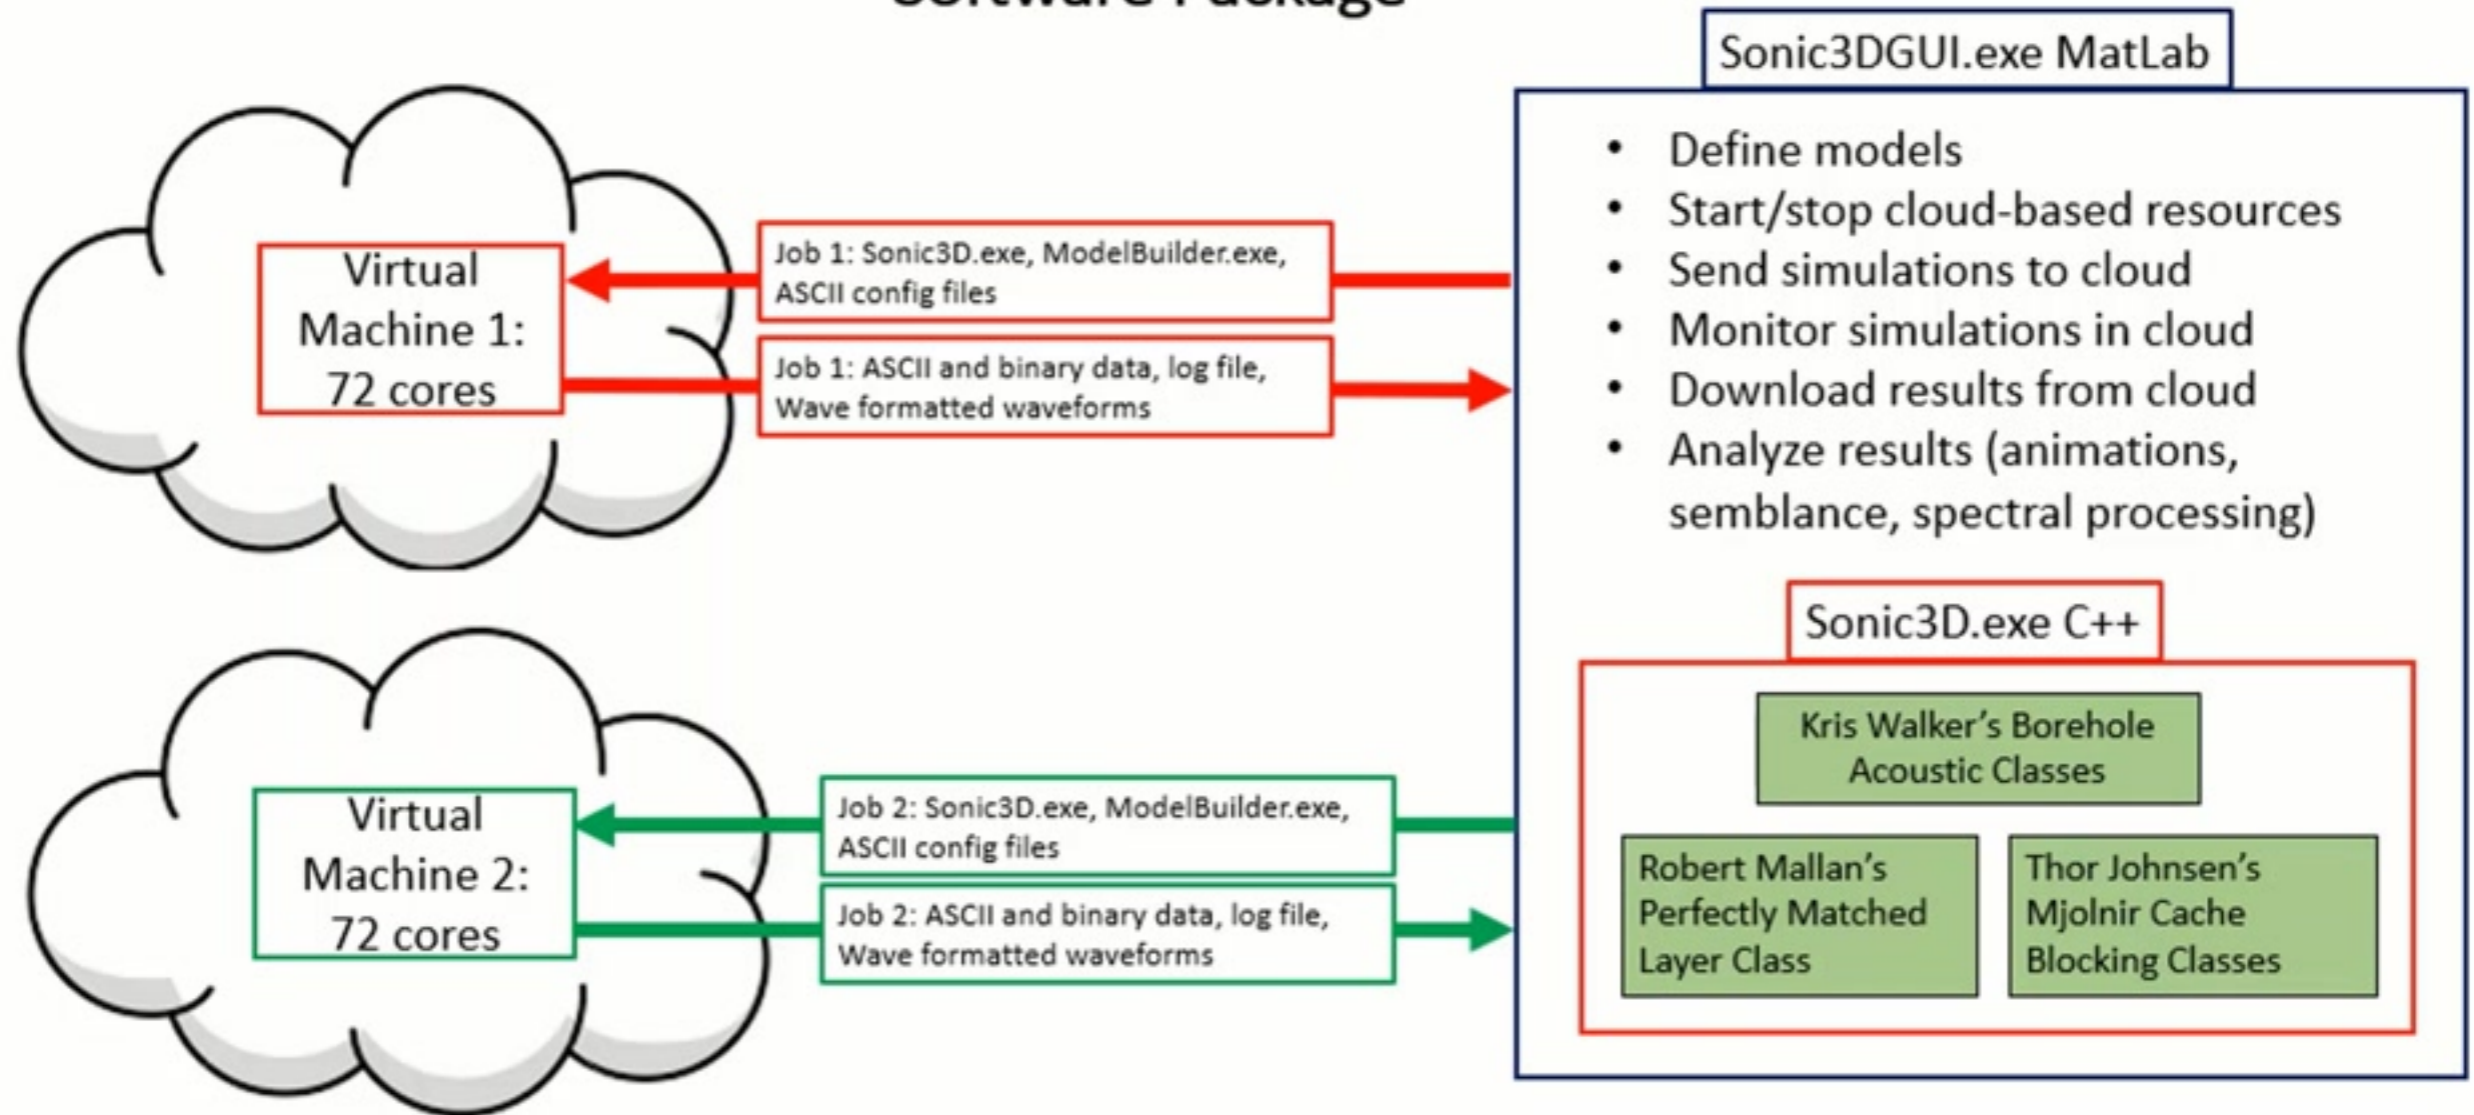 Software Package
Sonic3DGUI.exe MatLab
• Define models
• Start/stop cloud-based resources
• Send simulations to cloud
• Monitor simulations in cloud
• Download results from cloud
• Analyze results (animations,
semblance, spectral processing)
Virtual
Machine 1:
72 cores
Job 1: Sonic3D.exe, ModelBuilder.exe,
ASCII config files
Job 1: ASCII and binary data, log file,
Wave formatted waveforms
Sonic3D.exe C++
Kris Walker's Borehole
Acoustic Classes
Robert Mallan's
Perfectly Matched
Layer Class
Thor Johnsen's
Mjolnir Cache
Blocking Classes
Virtual
Machine 2:
72 cores
Job 2: Sonic3D.exe, ModelBuilder.exe,
ASCII config files
Job 2: ASCII and binary data, log file,
Wave formatted waveforms